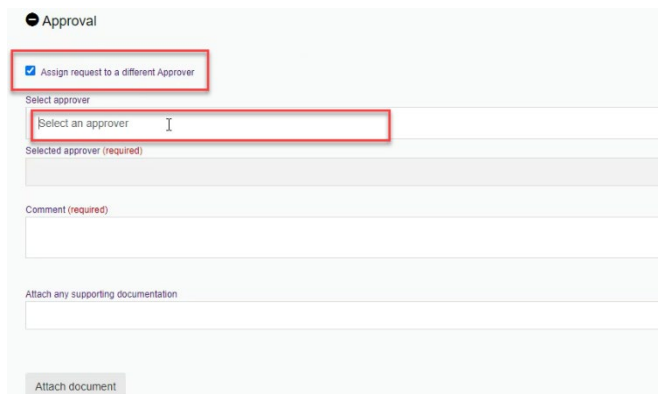 Approval
Assign request to a different Approver
Select approver
Select an approver
Selected approver (required)
Comment (required)
Attach any supporting documentation
Attach document